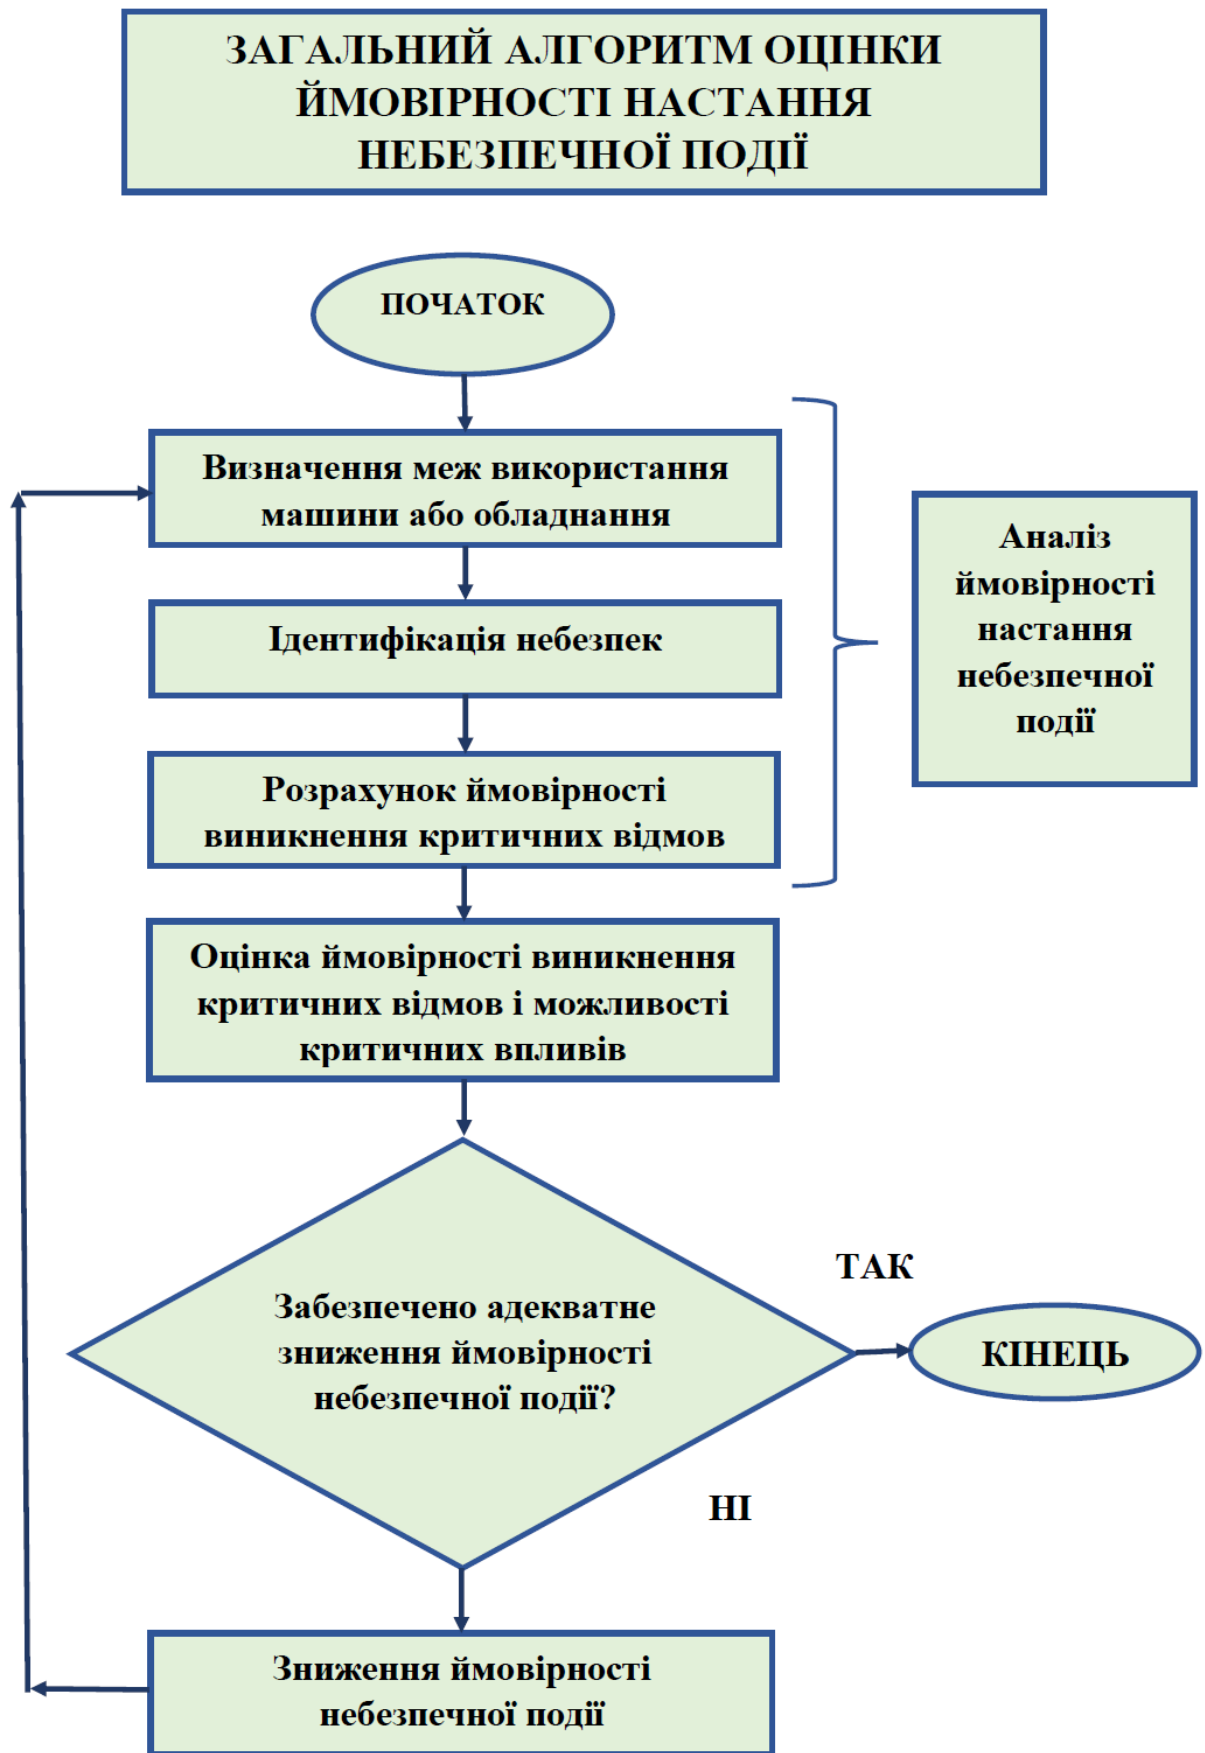 ЗАГАЛЬНИЙ АЛГОРИТМ ОЦІНКИ
ЙМОВІРНОСТІ НАСТАННЯ
НЕБЕЗПЕЧНОЇ ПОДІЇ
ПОЧАТОК
Визначення меж використання
машини або обладнання
Ідентифікація небезпек
Розрахунок ймовірності
виникнення критичних відмов
Аналіз
ймовірності
настання
небезпечної
події
Оцінка ймовірності виникнення
критичних відмов і можливості
критичних впливів
Забезпечено адекватне
зниження ймовірності
небезпечної події?
ТАК
КІНЕЦЬ
НІ
Зниження ймовірності
небезпечної події